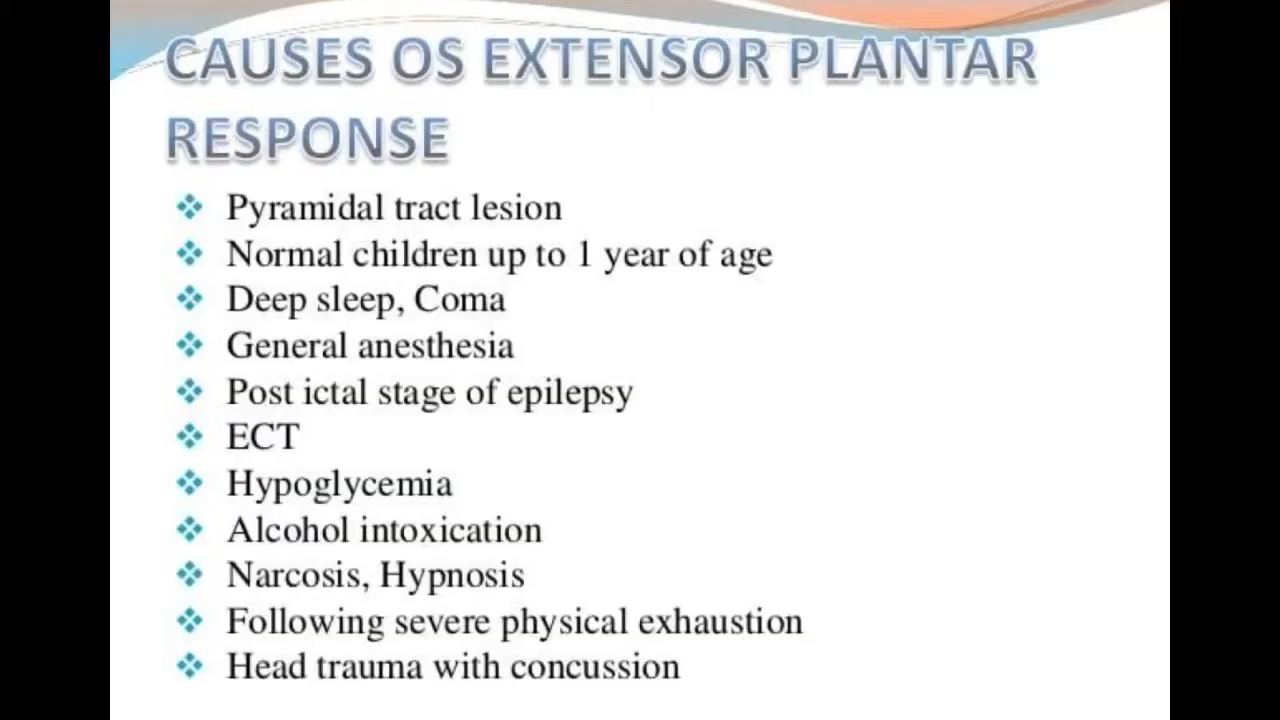 CAUSES OS EXTENSOR PLANTAR
RESPONSE
Pyramidal tract lesion
Normal children up to 1 year of age
Deep sleep, Coma
General anesthesia
Post ictal stage of epilepsy
ECT
Hypoglycemia
Alcohol intoxication
Narcosis, Hypnosis
Following severe physical exhaustion
Head trauma with concussion